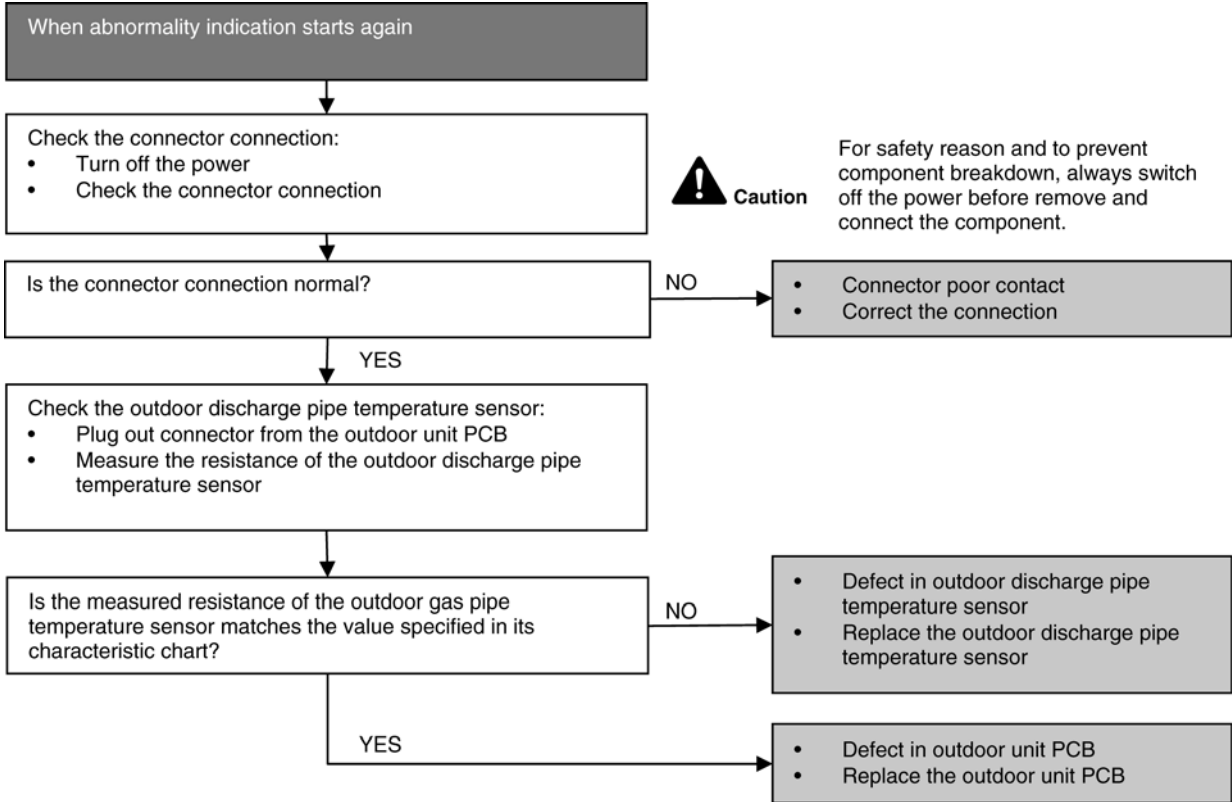 When abnormality indication starts again
Check the connector connection:
• Turn off the power
• Check the connector connection
Caution
For safety reason and to prevent
component breakdown, always switch
off the power before remove and
connect the component.
Is the connector connection normal?
NO
• Connector poor contact
• Correct the connection
YES
Check the outdoor discharge pipe temperature sensor:
• Plug out connector from the outdoor unit PCB
• Measure the resistance of the outdoor discharge pipe
temperature sensor
Is the measured resistance of the outdoor gas pipe
temperature sensor matches the value specified in its
characteristic chart?
NO
• Defect in outdoor discharge pipe
temperature sensor
• Replace the outdoor discharge pipe
temperature sensor
YES
• Defect in outdoor unit PCB
• Replace the outdoor unit PCB